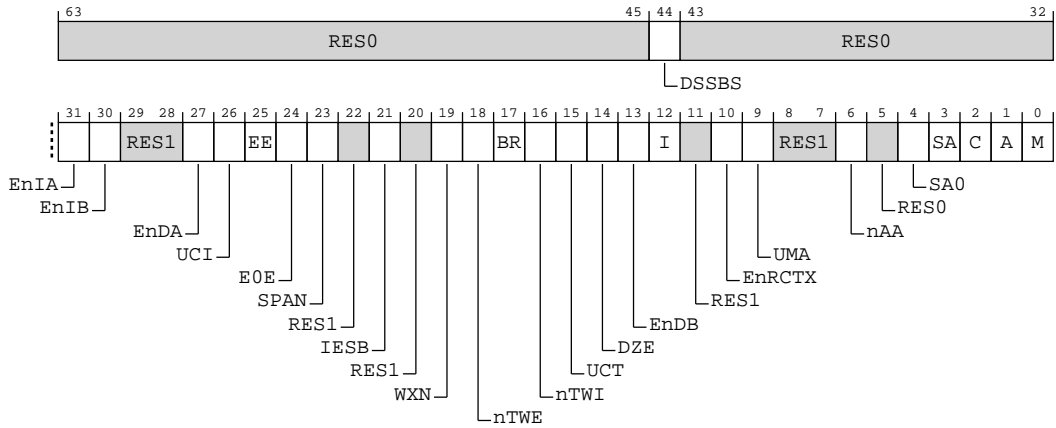 63 45 44 43 32
RES0 RES0
DSSBS
31 30 29 28 27 26 25 24 23 22 21 20 19 18 17 16 15 14 13 12 11 10 9 8 7 6 5 4 3 2 1 0
RES1 EE BR I RES1 SA C A M
EnIA SA0
EnIB RES0
EnDA nAA
UCI UMA
E0E EnRCTX
SPAN RES1
RES1 EnDB
IESB DZE
RES1 UCT
WXN nTWI
nTWE